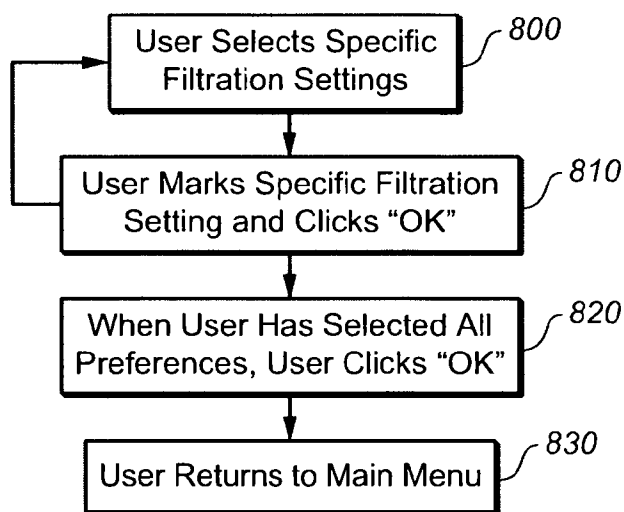 User Selects Specific
Filtration Settings
800
User Marks Specific Filtration
Setting and Clicks “OK”
810
When User Has Selected All
Preferences, User Clicks “OK”
820
User Returns to Main Menu
830